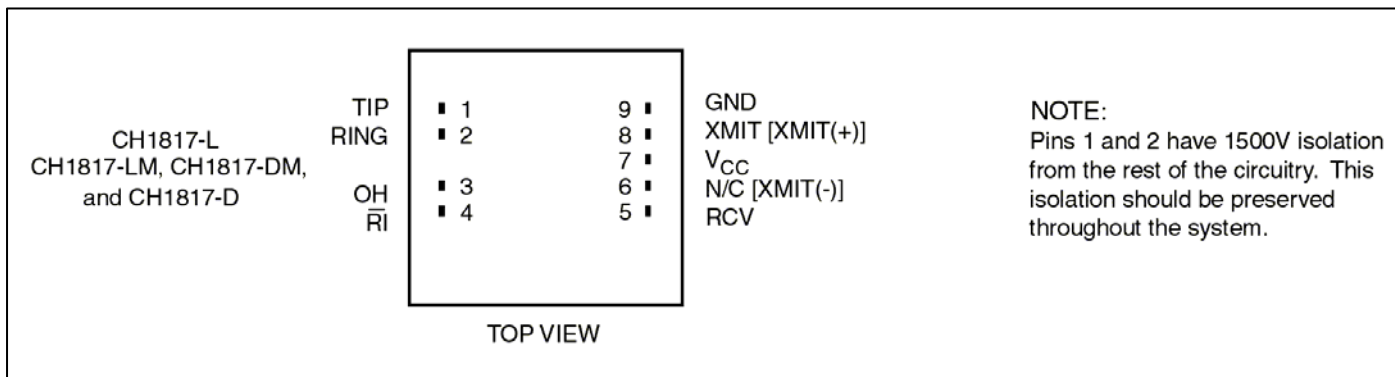 CH1817-L
CH1817-LM, CH1817-DM,
and CH1817-D
TIP
RING
OH
R̅I̅
1
2
3
4
9
8
7
6
5
GND
XMIT [XMIT(+)]
VCC
N/C [XMIT(-)]
RCV
TOP VIEW
NOTE:
Pins 1 and 2 have 1500V isolation
from the rest of the circuitry. This
isolation should be preserved
throughout the system.